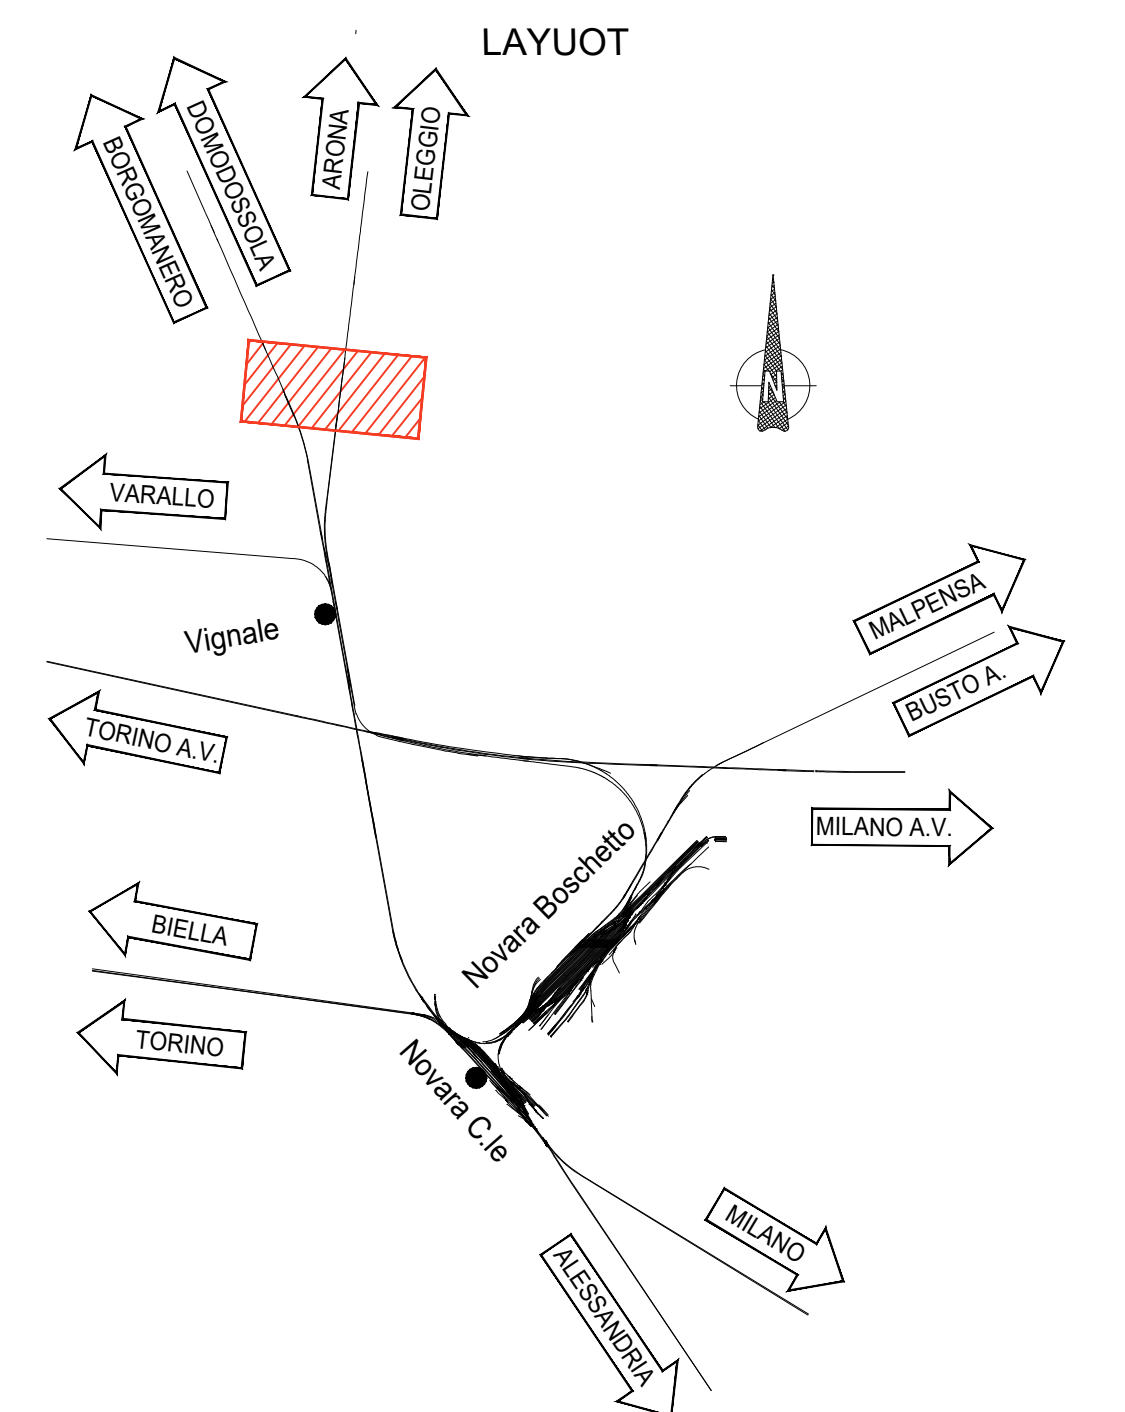 LAYUOT
BORGOMANERO
DOMODOSSOLA
ARONA
OLEGGIO
N
VARALLO
Vignale
MALPENSA
BUSTO A.
TORINO A.V.
MILANO A.V.
Novara Boschetto
BIELLA
TORINO
Novara C.le
MILANO
ALESSANDRIA